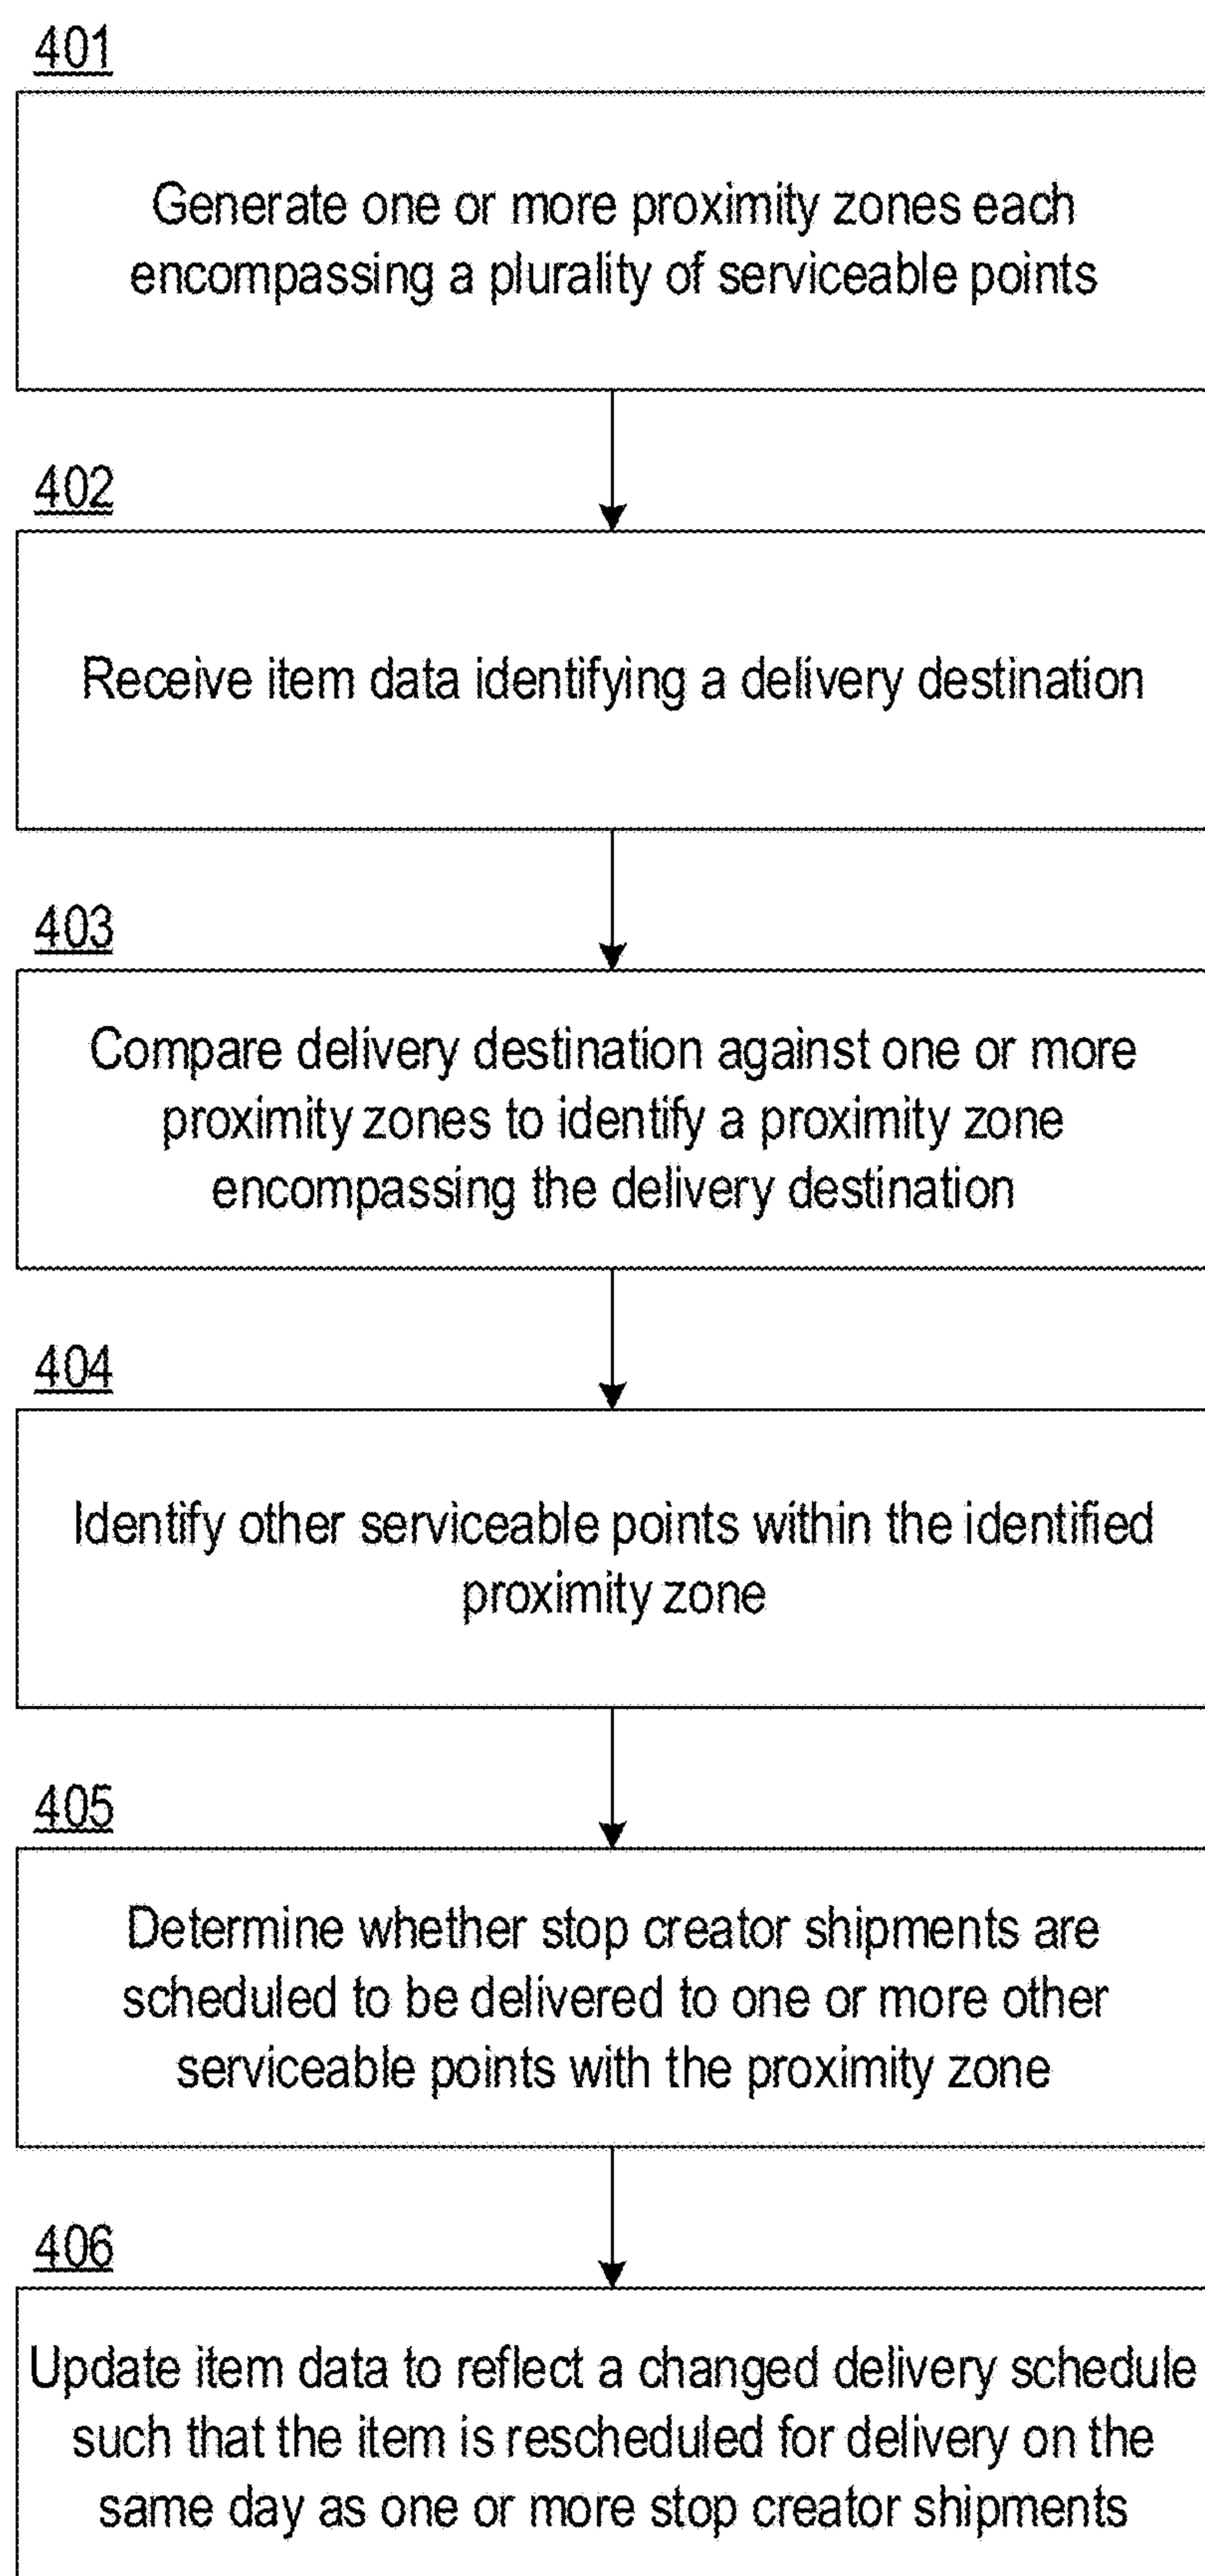 401
Generate one or more proximity zones each
encompassing a plurality of serviceable points
402
Receive item data identifying a delivery destination
403
Compare delivery destination against one or more
proximity zones to identify a proximity zone
encompassing the delivery destination
404
Identify other serviceable points within the identified
proximity zone
405
Determine whether stop creator shipments are
scheduled to be delivered to one or more other
serviceable points with the proximity zone
406
Update item data to reflect a changed delivery schedule
such that the item is rescheduled for delivery on the
same day as one or more stop creator shipments